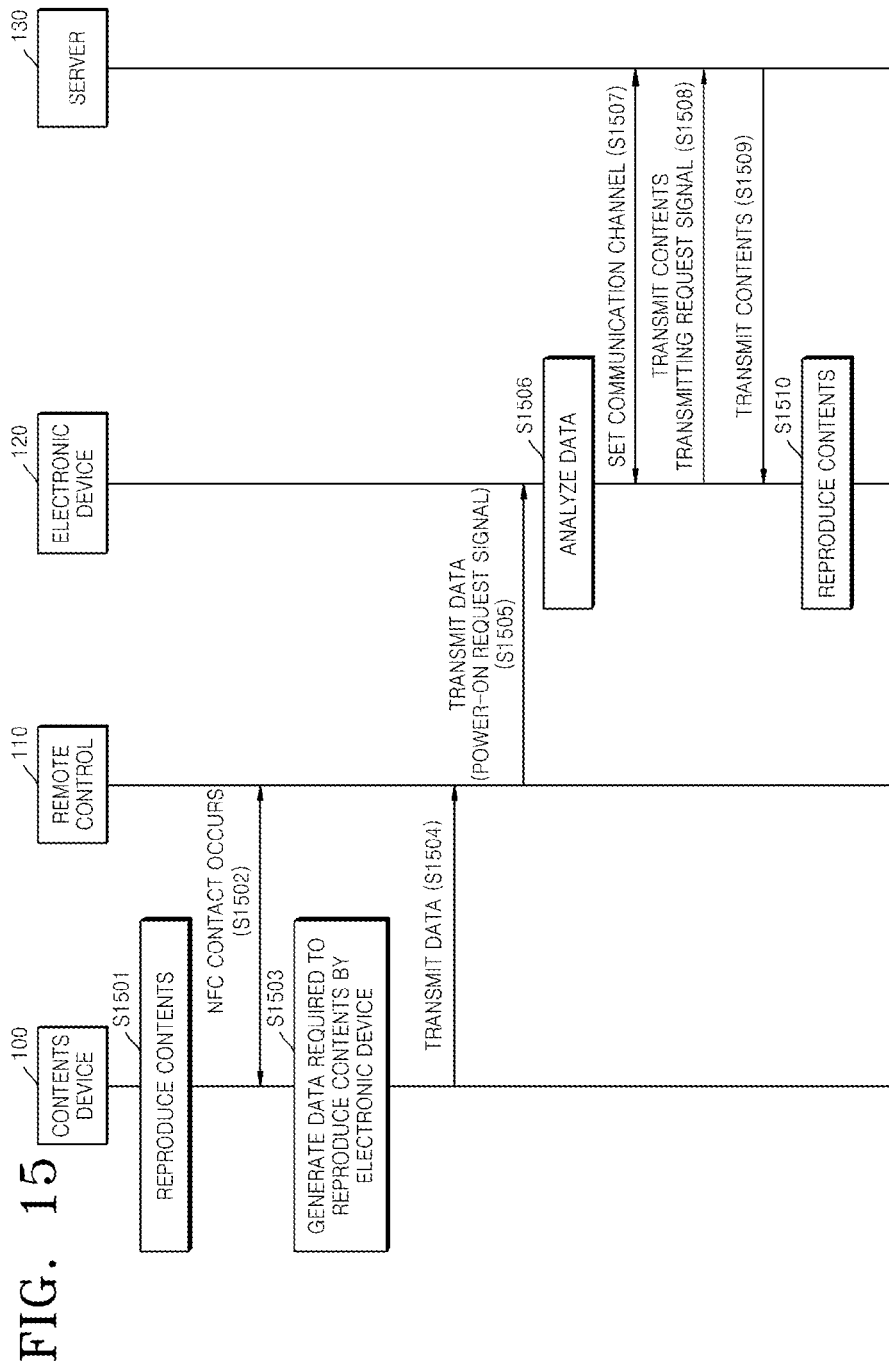 FIG. 15
100
CONTENTS
DEVICE
110
REMOTE
CONTROL
120
ELECTRONIC
DEVICE
130
SERVER
S1501
REPRODUCE CONTENTS
NFC CONTACT OCCURS
(S1502)
S1503
GENERATE DATA REQUIRED TO
REPRODUCE CONTENTS BY
ELECTRONIC DEVICE
TRANSMIT DATA (S1504)
TRANSMIT DATA
(POWER-ON REQUEST SIGNAL)
(S1505)
S1506
ANALYZE DATA
SET COMMUNICATION CHANNEL (S1507)
TRANSMIT CONTENTS
TRANSMITTING REQUEST SIGNAL (S1508)
TRANSMIT CONTENTS (S1509)
S1510
REPRODUCE CONTENTS